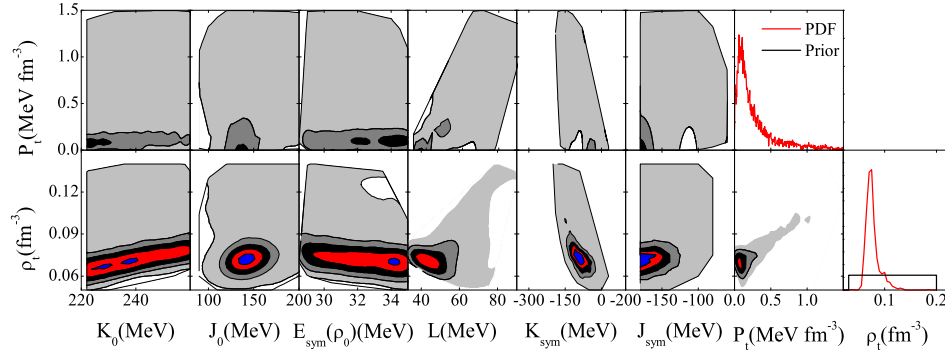 1.5
1.0
0.5
0.0
P_t(MeV fm^-3)
PDF
Prior
0.12
0.09
0.06
ρ_t(fm^-3)
220 240 100 150 200 30 32 34 40 60 80 -300 -150 0 -180 -120 -60 0.0 0.5 1.0 0.1 0.2
K_0(MeV) J_0(MeV) E_sym(ρ_0)(MeV) L(MeV) K_sym(MeV) J_sym(MeV) P_t(MeV fm^-3) ρ_t(fm^-3)